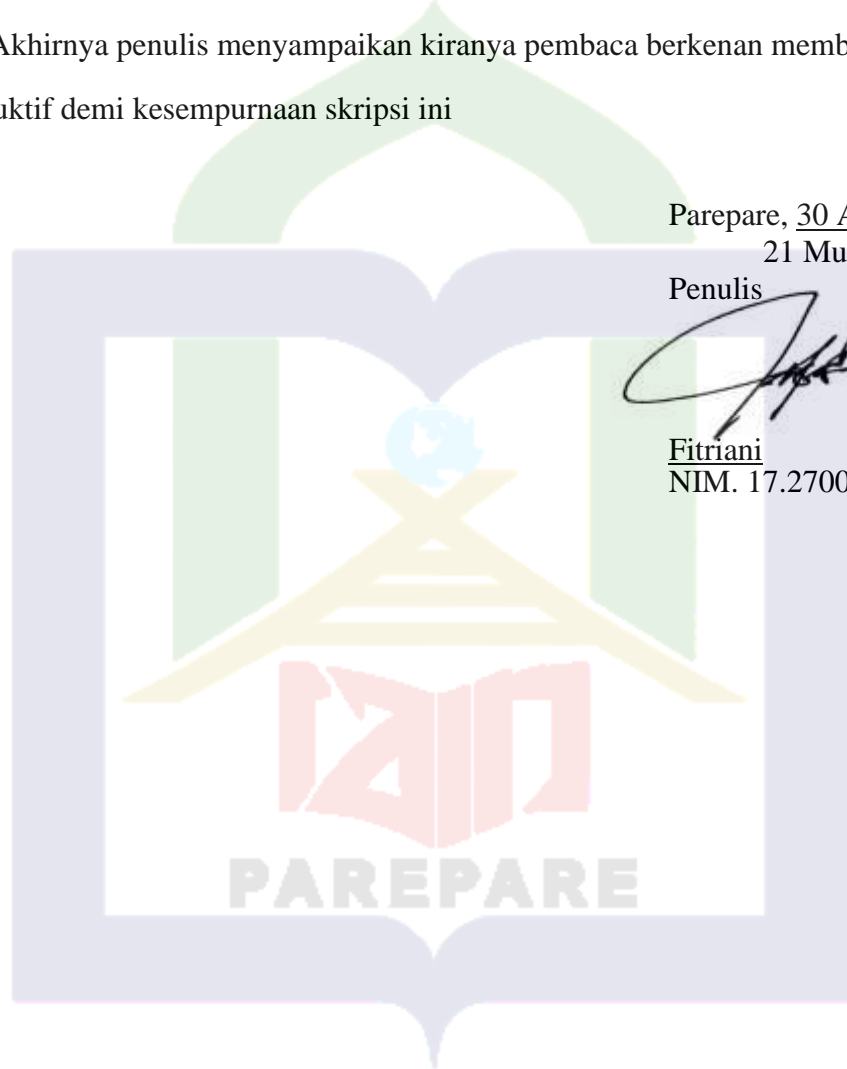 Akhirnya penulis menyampaikan kiranya pembaca berkenan memb
uktif demi kesempurnaan skripsi ini
Parepare, 30 A
21 Mu
Penulis
Fitriani
NIM. 17.2700
iain
PAREPARE